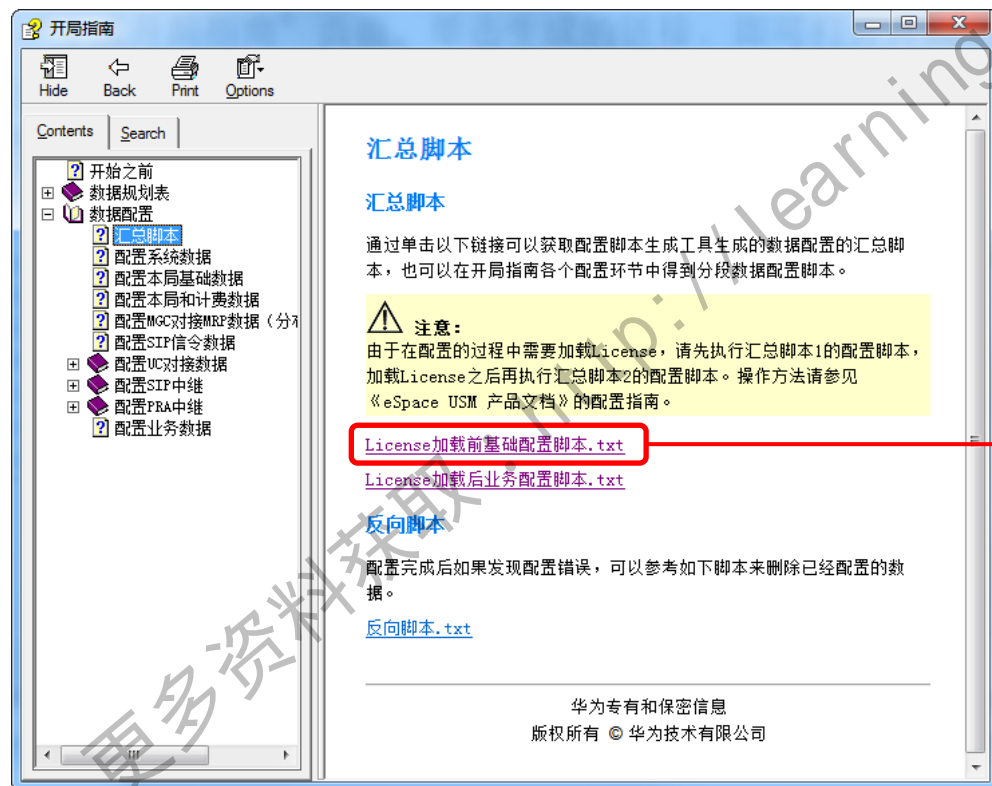 开局指南
Hide Back Print Options
Contents Search
开始之前
数据规划表
数据配置
汇总脚本
配置系统数据
配置本局基础数据
配置本局和计费数据
配置MGC对接MRP数据（分
配置SIP信令数据
配置UC对接数据
配置SIP中继
配置PRA中继
配置业务数据
汇总脚本
汇总脚本
通过单击以下链接可以获取配置脚本生成工具生成的数据配置的汇总脚
本，也可以在开局指南各个配置环节中得到分段数据配置脚本。
注意：
由于在配置的过程中需要加载License，请先执行汇总脚本1的配置脚本，
加载License之后再执行汇总脚本2的配置脚本。操作方法请参见
《eSpace USM 产品文档》的配置指南。
License加载前基础配置脚本.txt
License加载后业务配置脚本.txt
反向脚本
配置完成后如果发现配置错误，可以参考如下脚本来删除已经配置的数
据。
反向脚本.txt
华为专有和保密信息
版权所有 © 华为技术有限公司
更多资料获取：http://learning